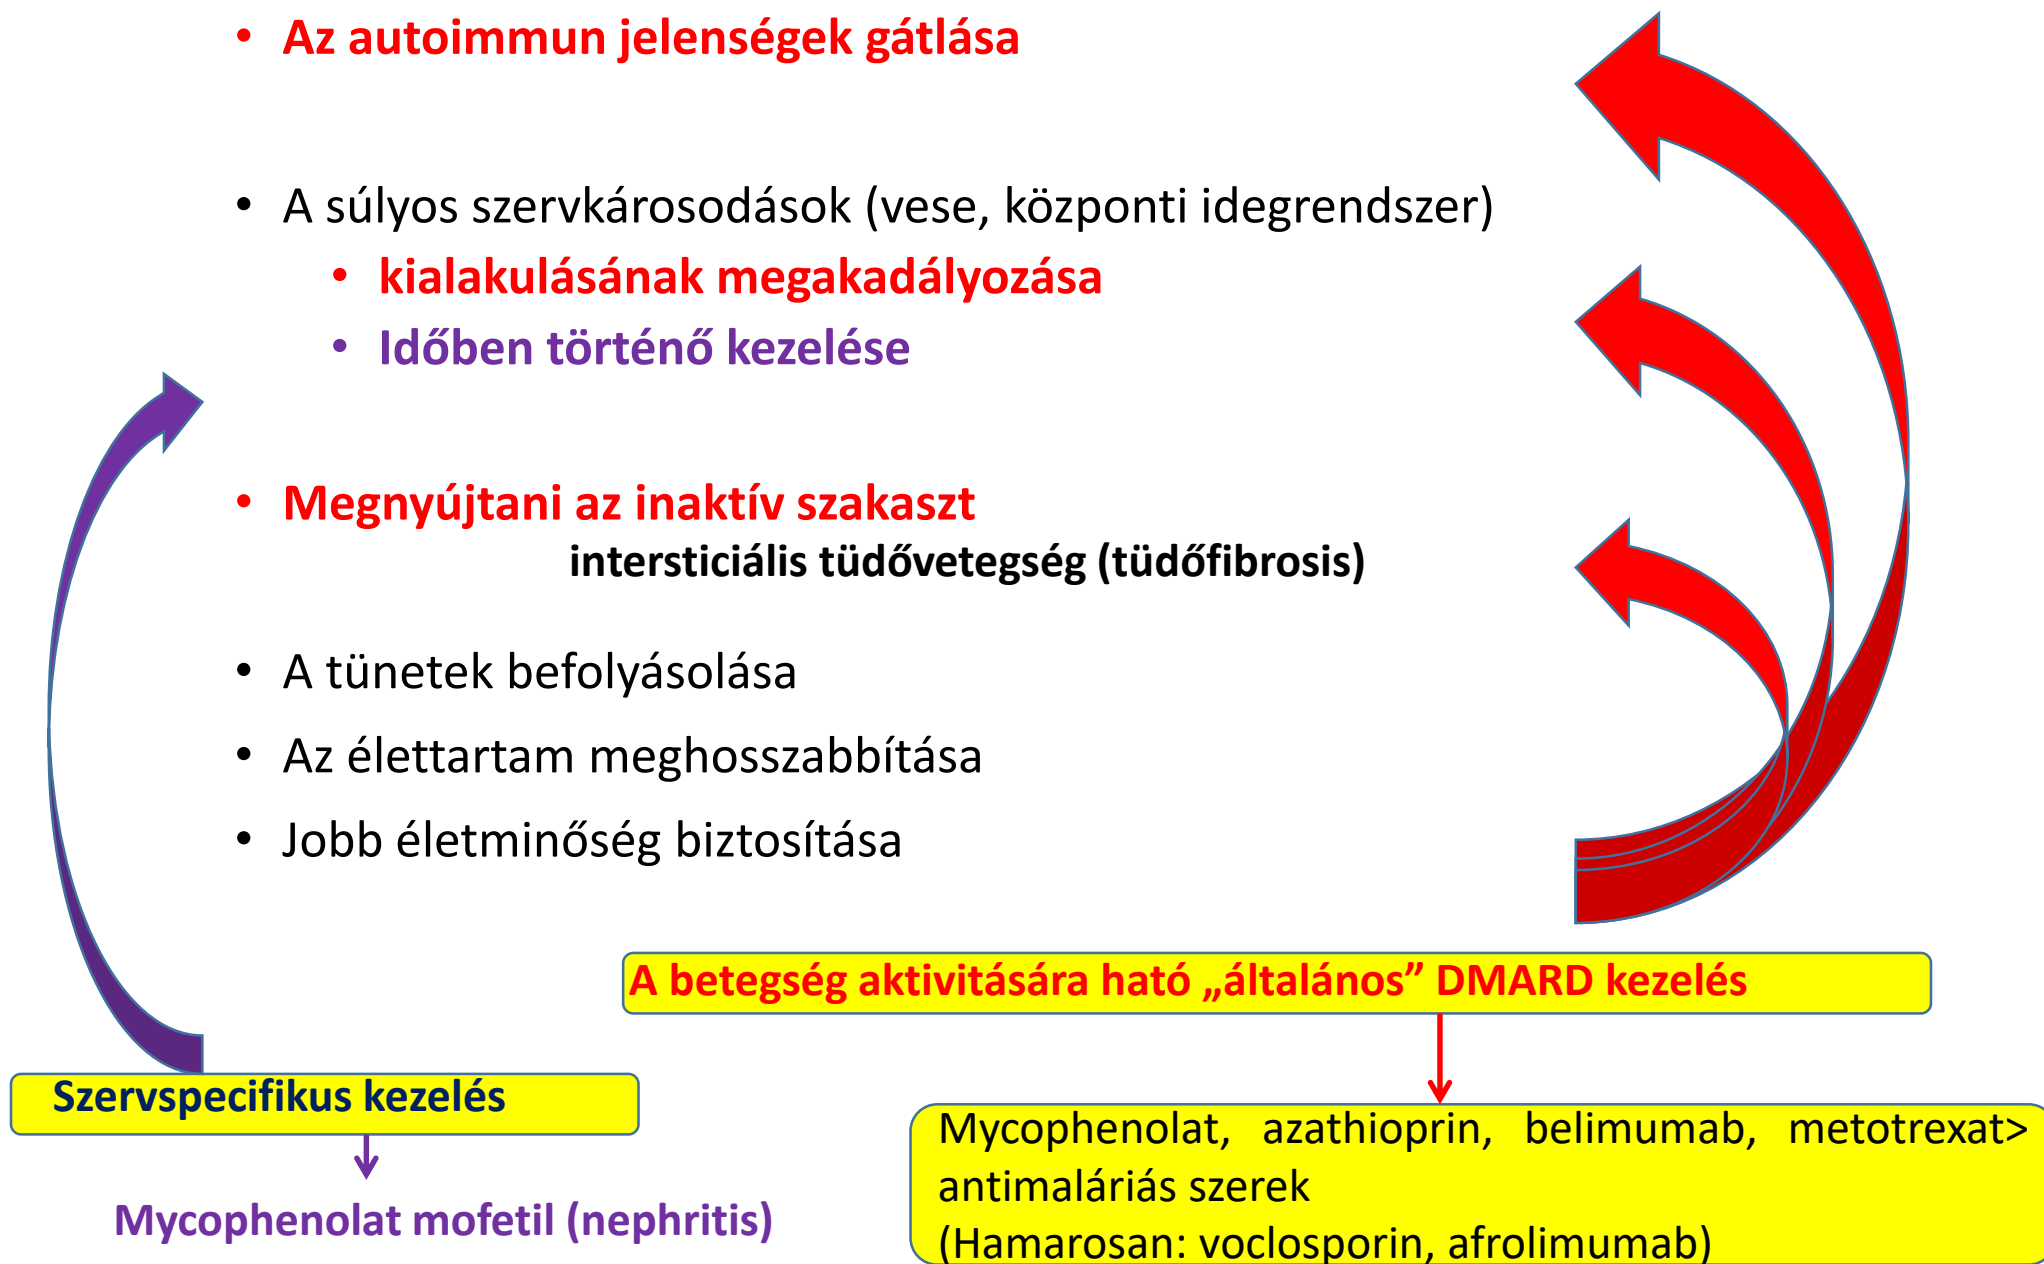 • Az autoimmun jelenségek gátlása
• A súlyos szervkárosodások (vese, központi idegrendszer)
• kialakulásának megakadályozása
• Időben történő kezelése
• Megnyújtani az inaktív szakaszt
intersticiális tüdővetegség (tüdőfibrosis)
• A tünetek befolyásolása
• Az élettartam meghosszabbítása
• Jobb életminőség biztosítása
A betegség aktivitására ható „általános” DMARD kezelés
Szervspecifikus kezelés
Mycophenolat mofetil (nephritis)
Mycophenolat, azathioprin, belimumab, metotrexat>
antimaláriás szerek
(Hamarosan: voclosporin, afrolimumab)